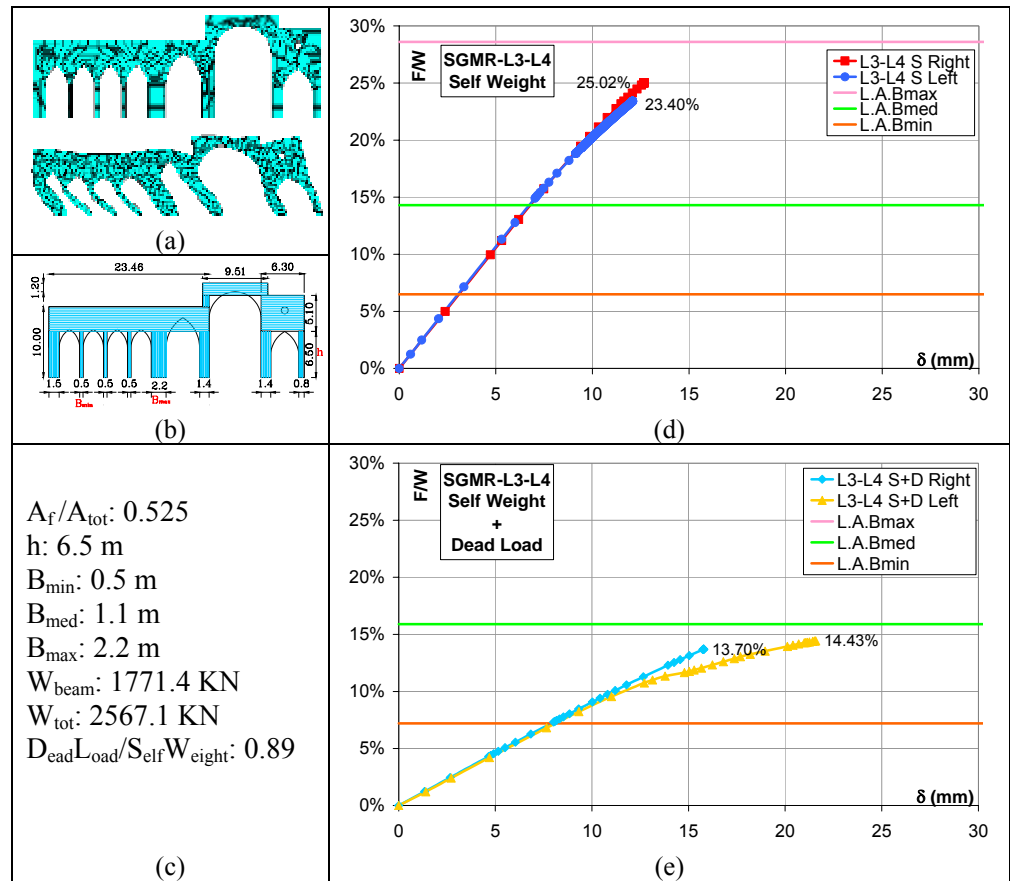 (a)
23.46
9.51
6.30
1.20
10.00
5.10
6.50
h
1.5
0.5
0.5
0.5
2.2
1.4
1.4
0.8
Bmin
Bmax
(b)
Af/Atot: 0.525
h: 6.5 m
Bmin: 0.5 m
Bmed: 1.1 m
Bmax: 2.2 m
Wbeam: 1771.4 KN
Wtot: 2567.1 KN
DeadLoad/SelfWeight: 0.89
(c)
30%
25%
20%
15%
10%
5%
0%
F/W
SGMR-L3-L4
Self Weight
25.02%
23.40%
L3-L4 S Right
L3-L4 S Left
L.A.Bmax
L.A.Bmed
L.A.Bmin
δ (mm)
0 5 10 15 20 25 30
(d)
30%
25%
20%
15%
10%
5%
0%
F/W
SGMR-L3-L4
Self Weight
+
Dead Load
L3-L4 S+D Right
L3-L4 S+D Left
L.A.Bmax
L.A.Bmed
L.A.Bmin
13.70%
14.43%
δ (mm)
0 5 10 15 20 25 30
(e)